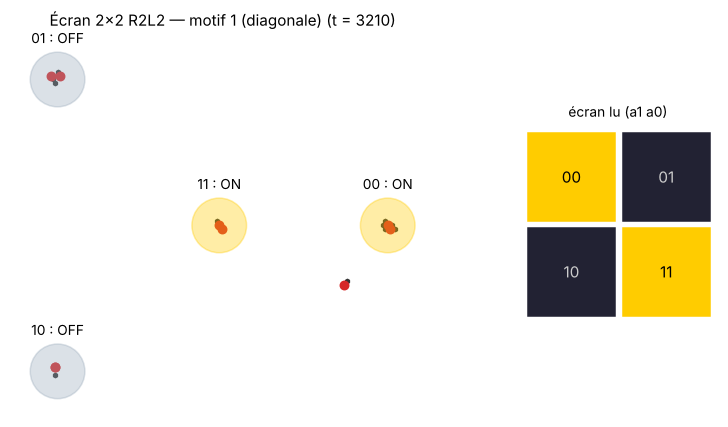 Écran 2×2 R2L2 — motif 1 (diagonale) (t = 3210)
01 : OFF
écran lu (a1 a0)
00
01
11 : ON
00 : ON
10
11
10 : OFF